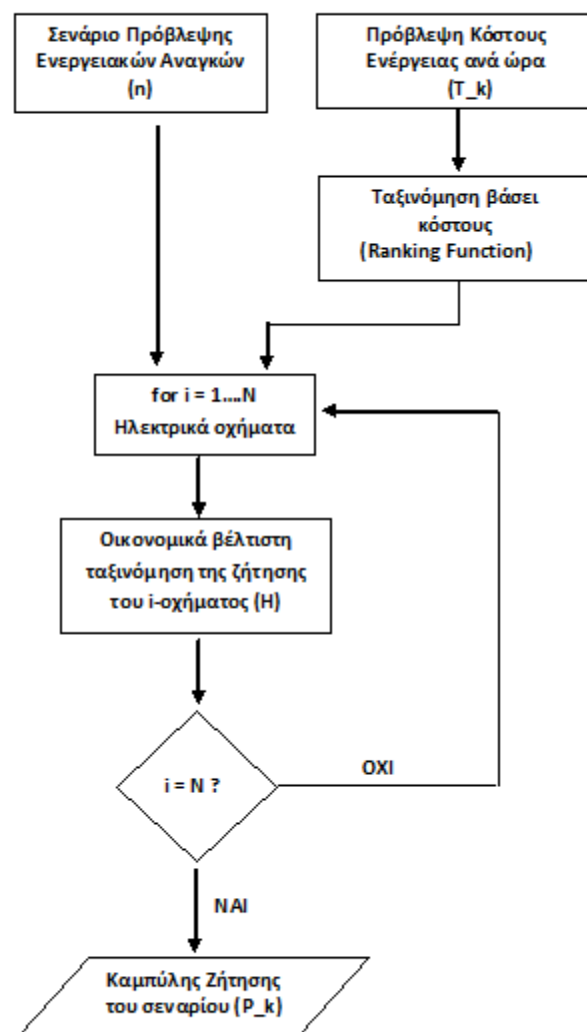 Σενάριο Πρόβλεψης
Ενεργειακών Αναγκών
(n)
Πρόβλεψη Κόστους
Ενέργειας ανά ώρα
(T_k)
Ταξινόμηση βάσει
κόστους
(Ranking Function)
for i = 1....N
Ηλεκτρικά οχήματα
Οικονομικά βέλτιστη
ταξινόμηση της ζήτησης
του i-οχήματος (H)
i = N ?
ΟΧΙ
ΝΑΙ
Καμπύλης Ζήτησης
του σεναρίου (P_k)